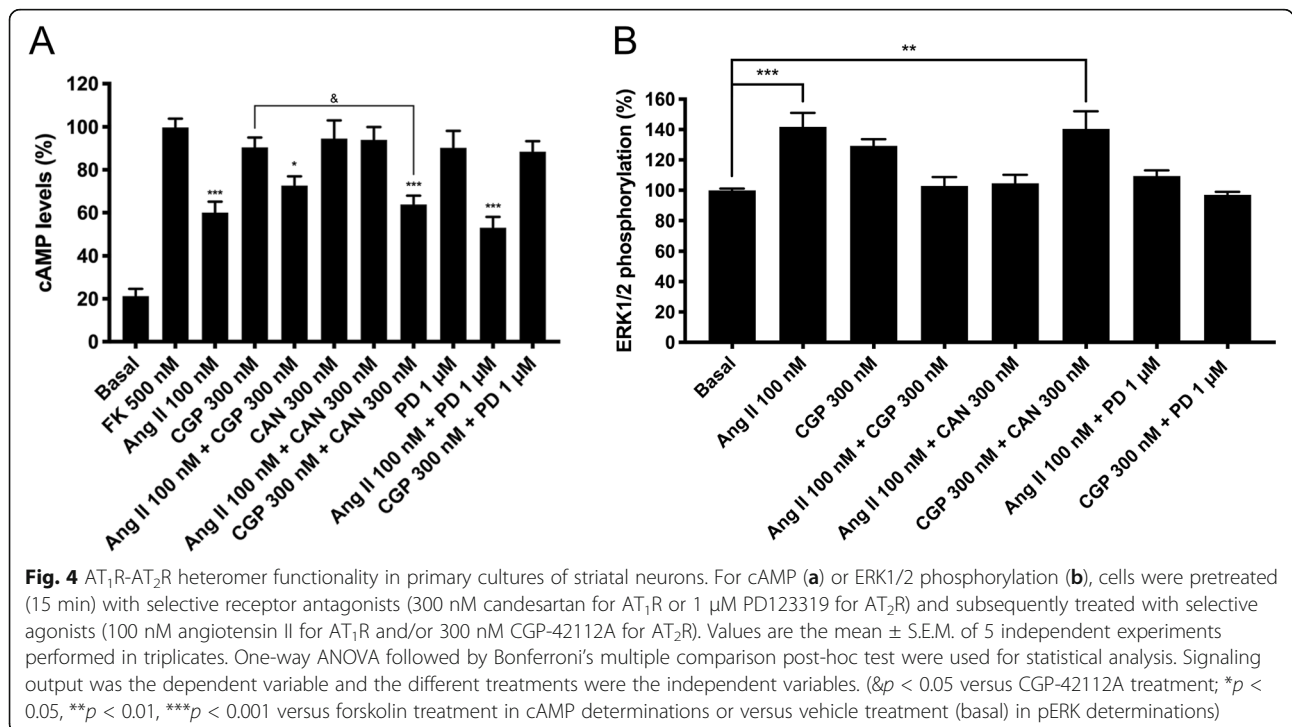 A
cAMP levels (%)
120
100
80
60
40
20
0
***
*
&
***
***
Basal
FK 500 nM
Ang II 100 nM
CGP 300 nM
Ang II 100 nM + CGP 300 nM
CAN 300 nM
Ang II 100 nM + CAN 300 nM
CGP 300 nM + CAN 300 nM
PD 1 µM
Ang II 100 nM + PD 1 µM
CGP 300 nM + PD 1 µM
B
ERK1/2 phosphorylation (%)
160
140
120
100
80
60
40
20
0
***
**
Basal
Ang II 100 nM
CGP 300 nM
Ang II 100 nM + CGP 300 nM
Ang II 100 nM + CAN 300 nM
CGP 300 nM + CAN 300 nM
Ang II 100 nM + PD 1 µM
CGP 300 nM + PD 1 µM
Fig. 4 AT₁R-AT₂R heteromer functionality in primary cultures of striatal neurons. For cAMP (a) or ERK1/2 phosphorylation (b), cells were pretreated
(15 min) with selective receptor antagonists (300 nM candesartan for AT₁R or 1 µM PD123319 for AT₂R) and subsequently treated with selective
agonists (100 nM angiotensin II for AT₁R and/or 300 nM CGP-42112A for AT₂R). Values are the mean ± S.E.M. of 5 independent experiments
performed in triplicates. One-way ANOVA followed by Bonferroni's multiple comparison post-hoc test were used for statistical analysis. Signaling
output was the dependent variable and the different treatments were the independent variables. (&p < 0.05 versus CGP-42112A treatment; *p <
0.05, **p < 0.01, ***p < 0.001 versus forskolin treatment in cAMP determinations or versus vehicle treatment (basal) in pERK determinations)